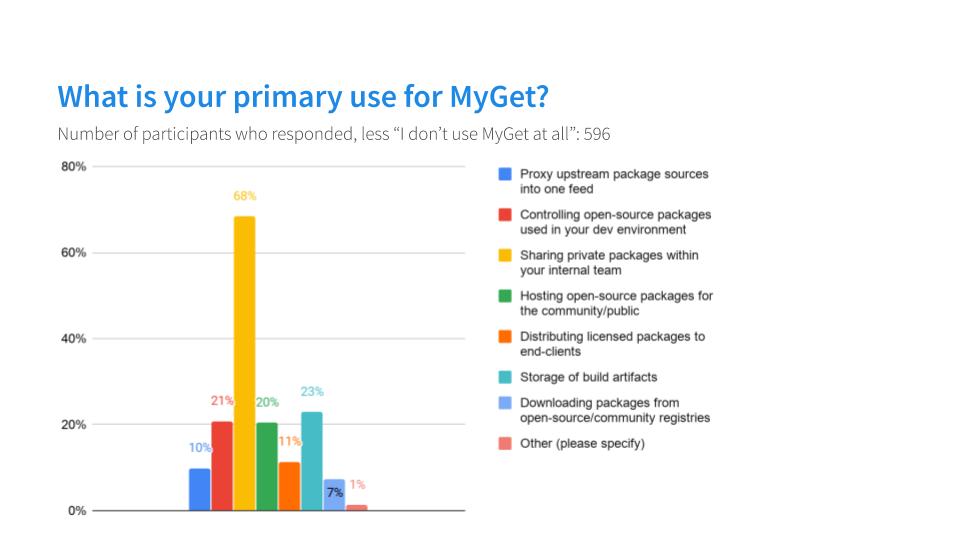 What is your primary use for MyGet?
Number of participants who responded, less “I don’t use MyGet at all”: 596
80%
60%
40%
20%
0%
10%
21%
68%
20%
11%
23%
7%
1%
Proxy upstream package sources
into one feed
Controlling open-source packages
used in your dev environment
Sharing private packages within
your internal team
Hosting open-source packages for
the community/public
Distributing licensed packages to
end-clients
Storage of build artifacts
Downloading packages from
open-source/community registries
Other (please specify)